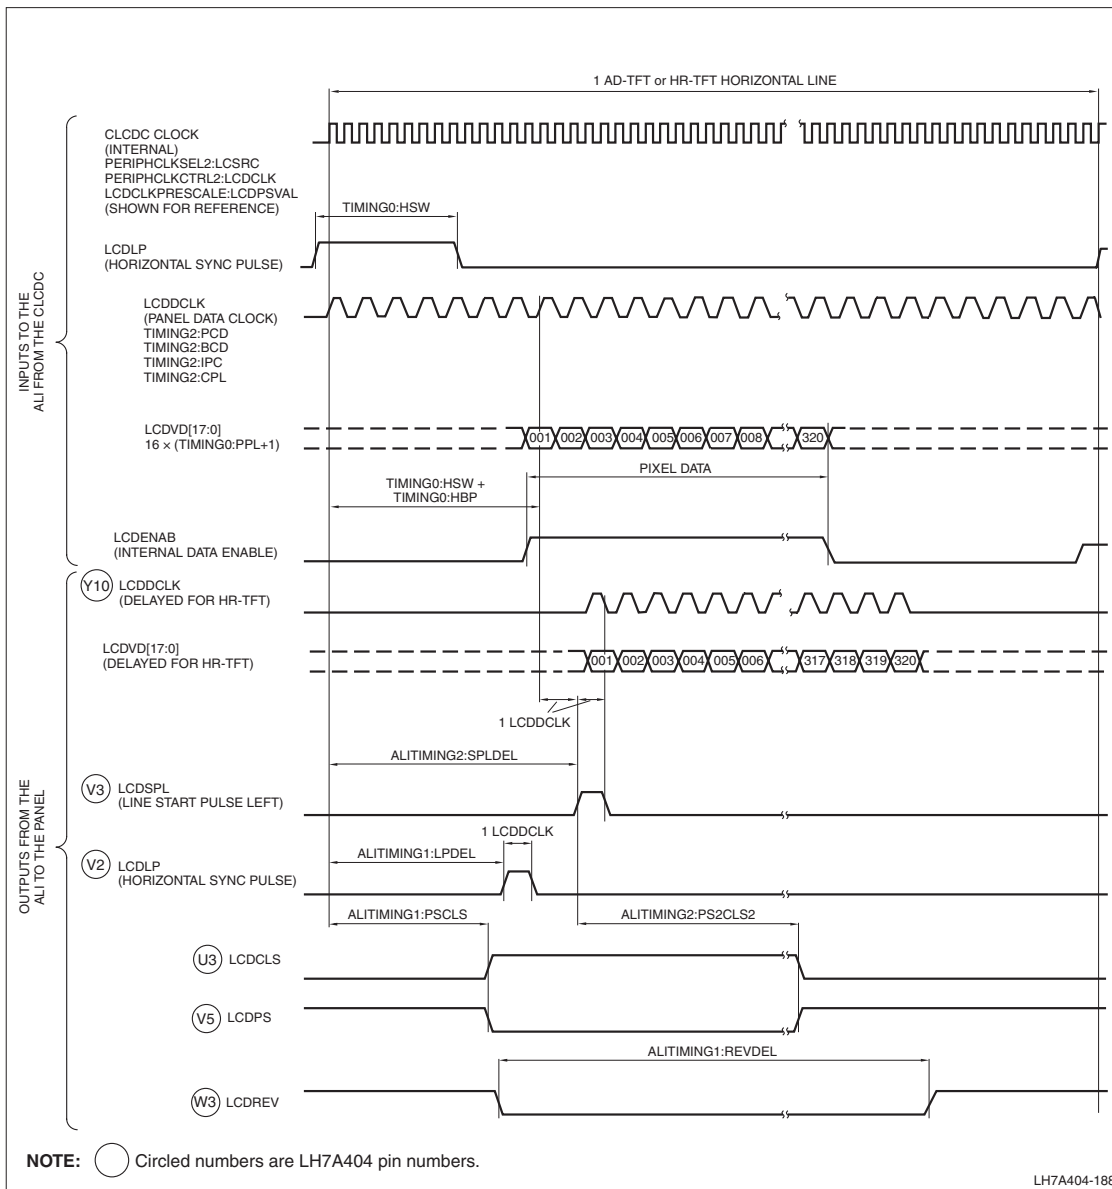 1 AD-TFT or HR-TFT HORIZONTAL LINE
INPUTS TO THE
ALI FROM THE CLCDC
CLCDC CLOCK
(INTERNAL)
PERIPHCLKSEL2:LCSRC
PERIPHCLKCTRL2:LCDCLK
LCDCLKPRESCALE:LCDPSVAL
(SHOWN FOR REFERENCE)
TIMING0:HSW
LCDLP
(HORIZONTAL SYNC PULSE)
LCDDCLK
(PANEL DATA CLOCK)
TIMING2:PCD
TIMING2:BCD
TIMING2:IPC
TIMING2:CPL
LCDVD[17:0]
16 × (TIMING0:PPL+1)
001 002 003 004 005 006 007 008 320
PIXEL DATA
TIMING0:HSW +
TIMING0:HBP
LCDENAB
(INTERNAL DATA ENABLE)
OUTPUTS FROM THE
ALI TO THE PANEL
Y10 LCDDCLK
(DELAYED FOR HR-TFT)
LCDVD[17:0]
(DELAYED FOR HR-TFT)
001 002 003 004 005 006 317 318 319 320
1 LCDDCLK
ALITIMING2:SPLDEL
V3 LCDSPL
(LINE START PULSE LEFT)
1 LCDDCLK
ALITIMING1:LPDEL
V2 LCDLP
(HORIZONTAL SYNC PULSE)
ALITIMING1:PSCLS
ALITIMING2:PS2CLS2
U3 LCDCLS
V5 LCDPS
ALITIMING1:REVDEL
W3 LCDREV
NOTE: Circled numbers are LH7A404 pin numbers.
LH7A404-188